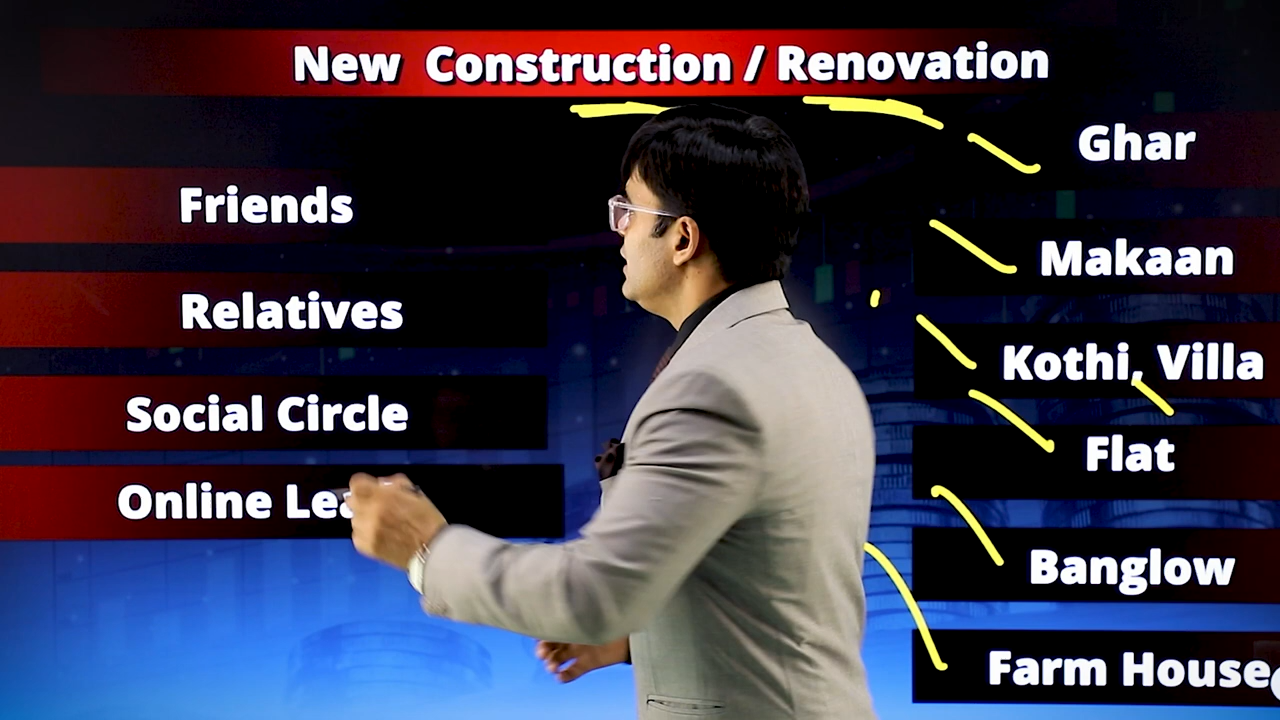 New Construction / Renovation
Friends
Relatives
Social Circle
Online
Ghar
Makaan
Kothi, Villa
Flat
Banglow
Farm House